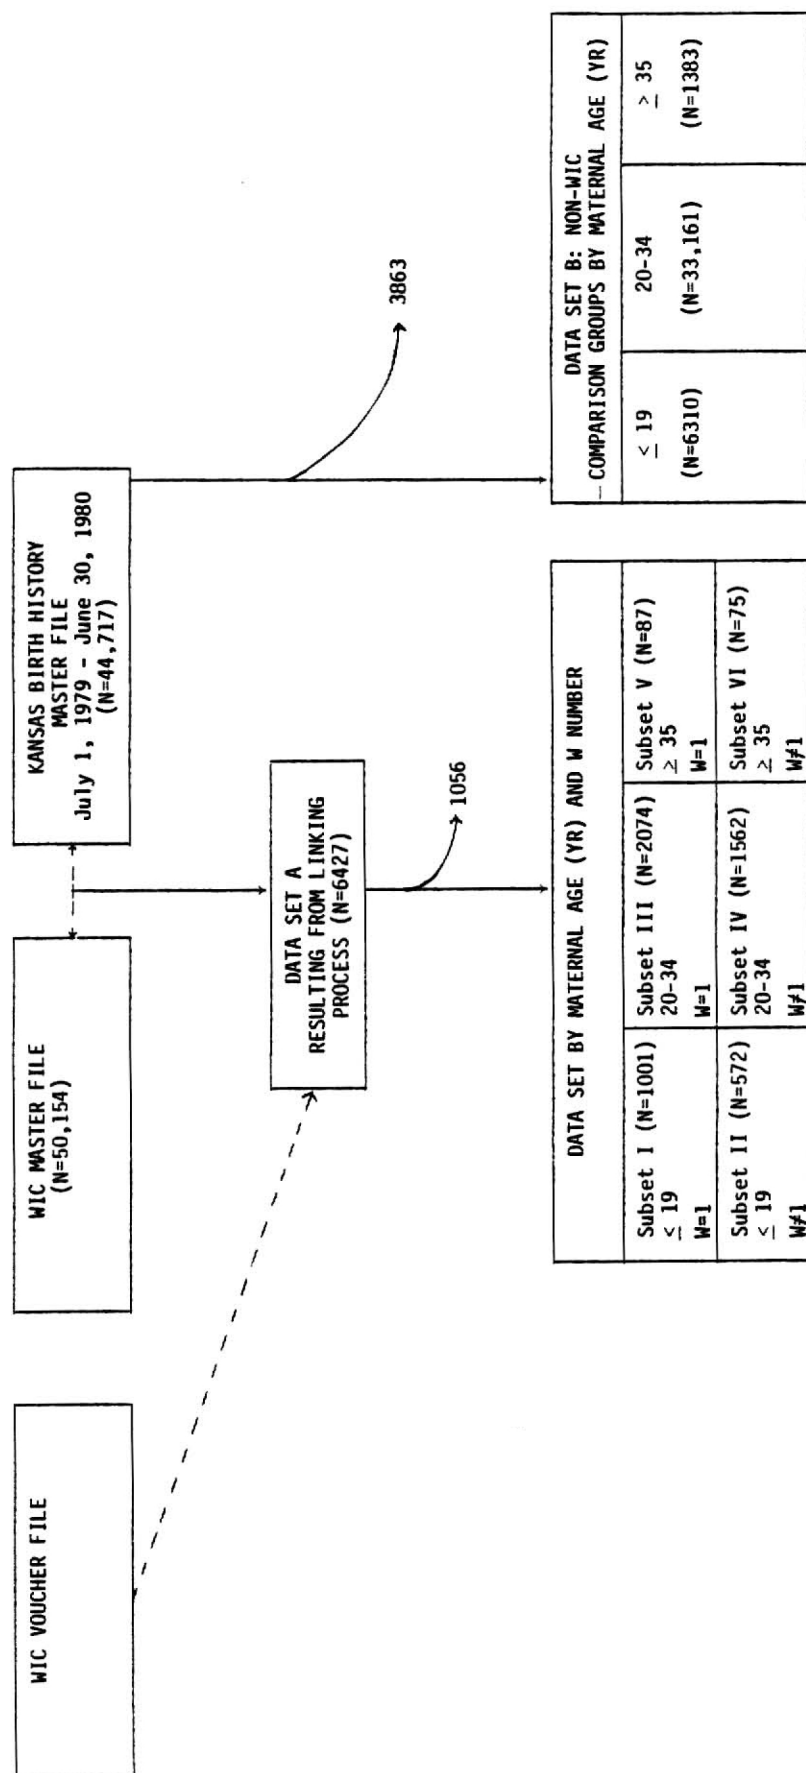 WIC VOUCHER FILE
WIC MASTER FILE
(N=50,154)
KANSAS BIRTH HISTORY
MASTER FILE
July 1, 1979 - June 30, 1980
(N=44,717)
DATA SET A
RESULTING FROM LINKING
PROCESS (N=6427)
3863
1056
DATA SET BY MATERNAL AGE (YR) AND W NUMBER
Subset I (N=1001)
≤ 19
W=1
Subset III (N=2074)
20-34
W=1
Subset V (N=87)
≥ 35
W=1
Subset II (N=572)
≤ 19
W≠1
Subset IV (N=1562)
20-34
W≠1
Subset VI (N=75)
≥ 35
W≠1
DATA SET B: NON-WIC
COMPARISON GROUPS BY MATERNAL AGE (YR)
≤ 19
(N=6310)
20-34
(N=33,161)
≥ 35
(N=1383)